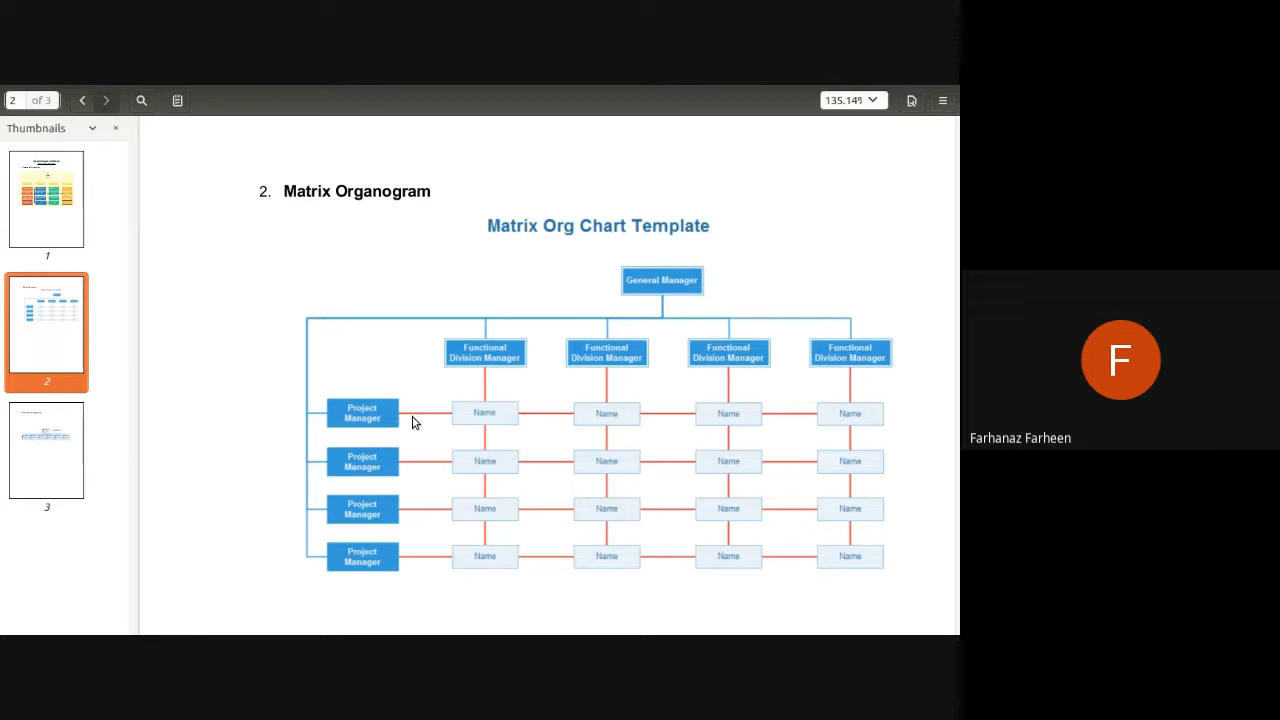 2 of 3
135.149
Thumbnails
1
2
3
2. Matrix Organogram
Matrix Org Chart Template
General Manager
Functional Division Manager
Functional Division Manager
Functional Division Manager
Functional Division Manager
Project Manager
Name
Name
Name
Name
Project Manager
Name
Name
Name
Name
Project Manager
Name
Name
Name
Name
Project Manager
Name
Name
Name
Name
F
Farhanaz Farheen